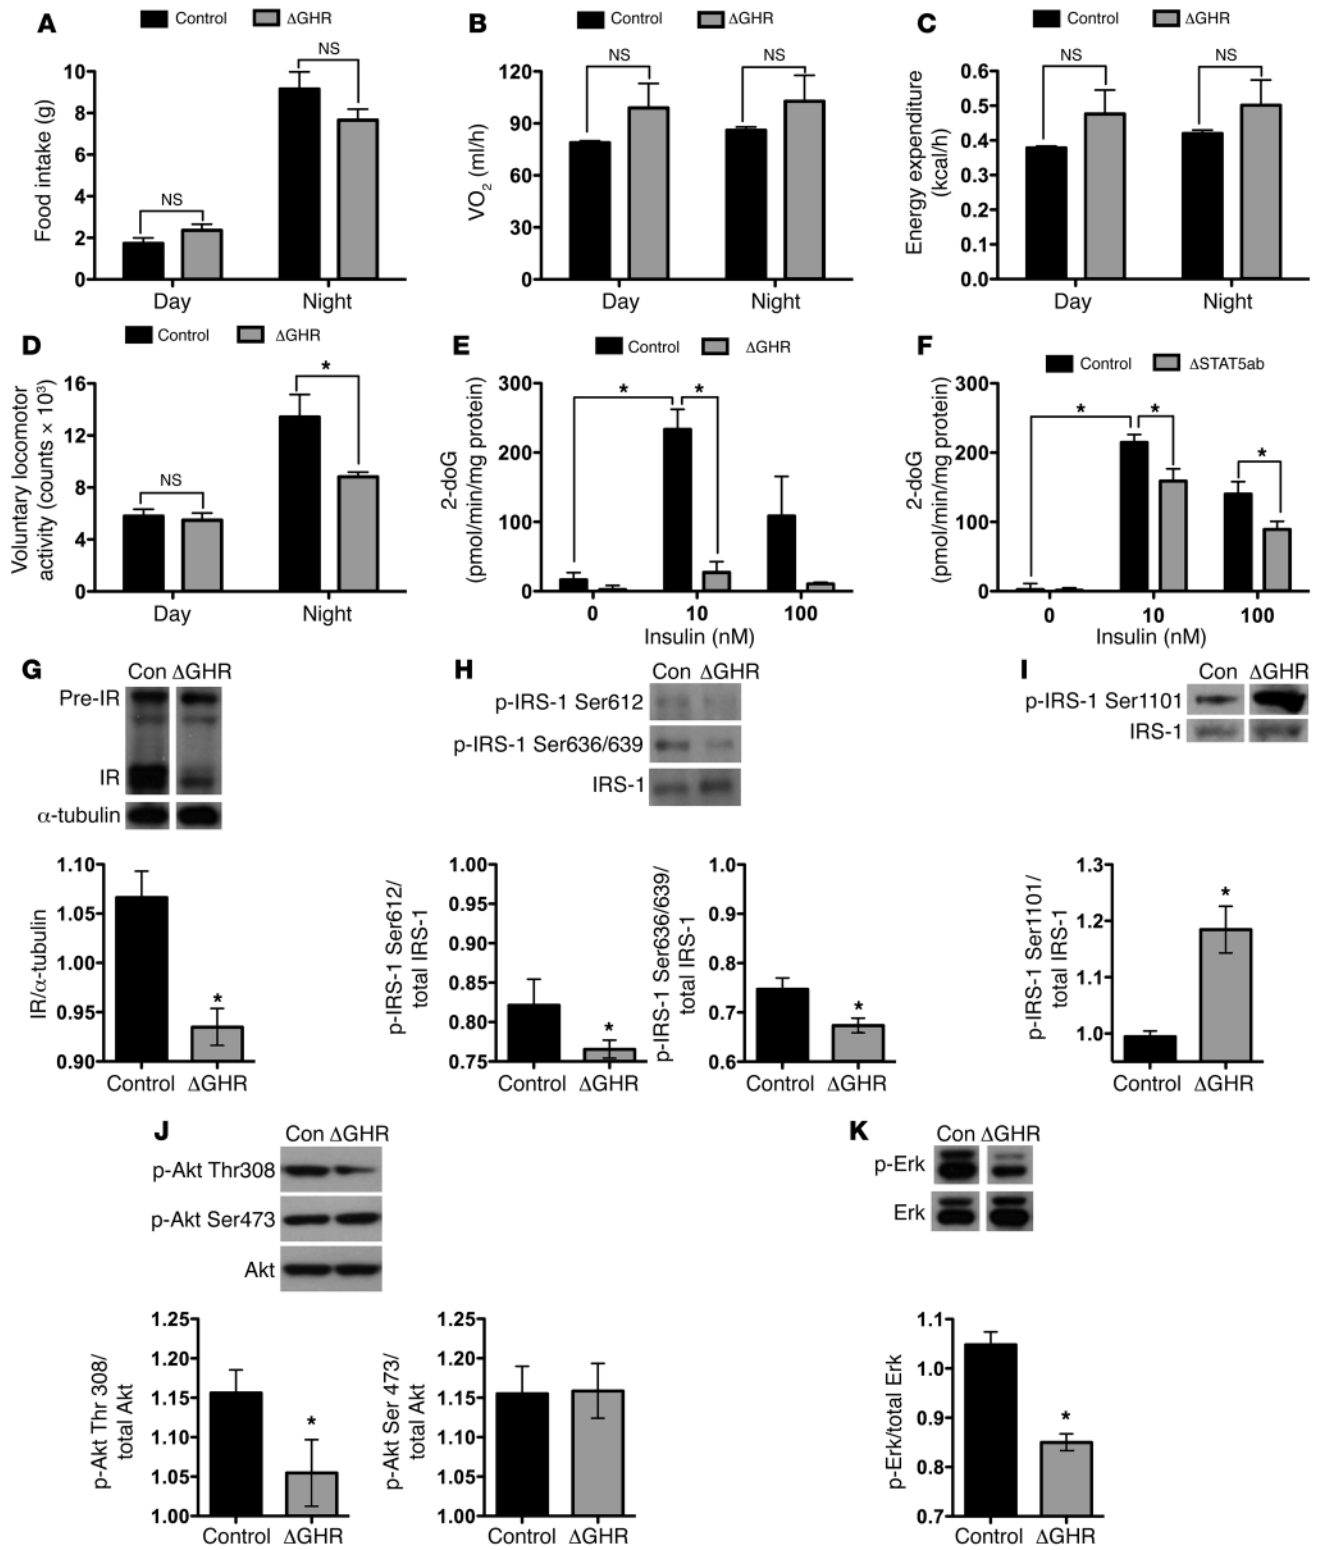 A
Control ΔGHR
Food intake (g)
10
8
6
4
2
0
NS
NS
Day Night
B
Control ΔGHR
VO2 (ml/h)
120
90
60
30
0
NS
NS
Day Night
C
Control ΔGHR
Energy expenditure
(kcal/h)
0.6
0.5
0.4
0.3
0.2
0.1
0.0
NS
NS
Day Night
D
Control ΔGHR
Voluntary locomotor
activity (counts × 10³)
16
12
8
4
0
NS
*
Day Night
E
Control ΔGHR
2-doG
(pmol/min/mg protein)
300
200
100
0
* *
0 10 100
Insulin (nM)
F
Control ΔSTAT5ab
2-doG
(pmol/min/mg protein)
300
200
100
0
* * *
0 10 100
Insulin (nM)
G
Con ΔGHR
Pre-IR
IR
α-tubulin
IR/α-tubulin
1.10
1.05
1.00
0.95
0.90
*
Control ΔGHR
H
Con ΔGHR
p-IRS-1 Ser612
p-IRS-1 Ser636/639
IRS-1
p-IRS-1 Ser612/
total IRS-1
1.00
0.95
0.90
0.85
0.80
0.75
*
Control ΔGHR
p-IRS-1 Ser636/639/
total IRS-1
1.0
0.9
0.8
0.7
0.6
*
Control ΔGHR
I
Con ΔGHR
p-IRS-1 Ser1101
IRS-1
p-IRS-1 Ser1101/
total IRS-1
1.3
1.2
1.1
1.0
*
Control ΔGHR
J
Con ΔGHR
p-Akt Thr308
p-Akt Ser473
Akt
p-Akt Thr 308/
total Akt
1.25
1.20
1.15
1.10
1.05
1.00
*
Control ΔGHR
p-Akt Ser 473/
total Akt
1.25
1.20
1.15
1.10
1.05
1.00
Control ΔGHR
K
Con ΔGHR
p-Erk
Erk
p-Erk/total Erk
1.1
1.0
0.9
0.8
0.7
*
Control ΔGHR